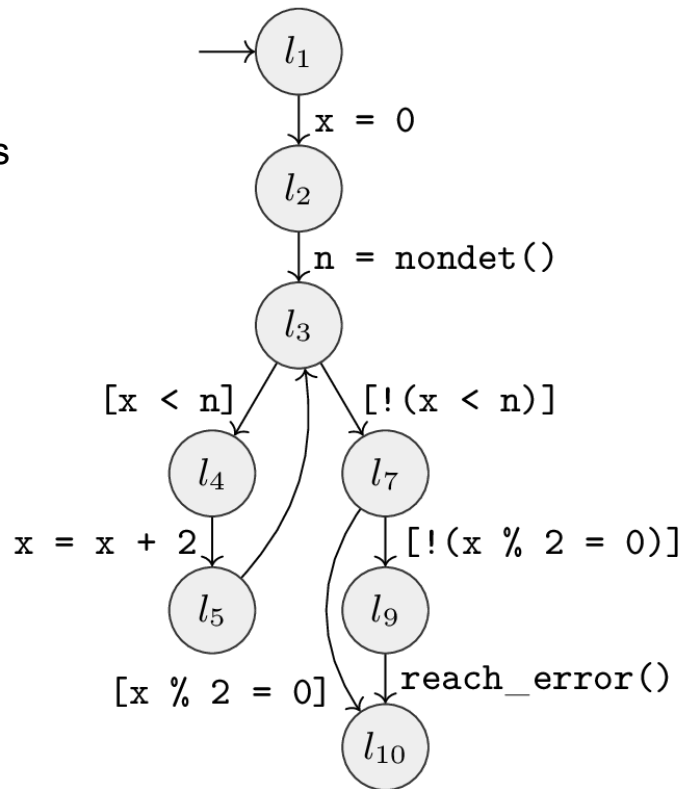 l1
x = 0
s
l2
n = nondet()
l3
[x < n] [!(x < n)]
l4 l7
x = x + 2 [!(x % 2 = 0)]
l5 l9
[x % 2 = 0] reach_error()
l10